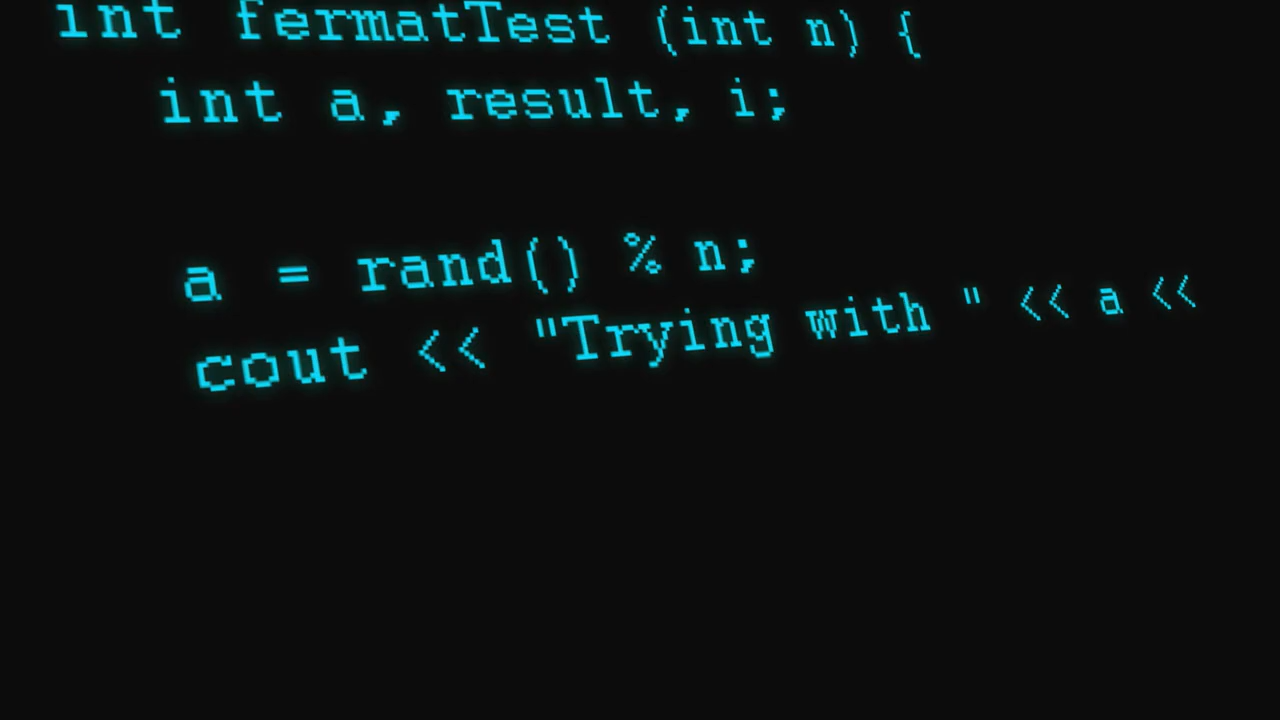 int fermatTest (int n) {
int a, result, i;
a = rand() % n;
cout << "Trying with " << a <<